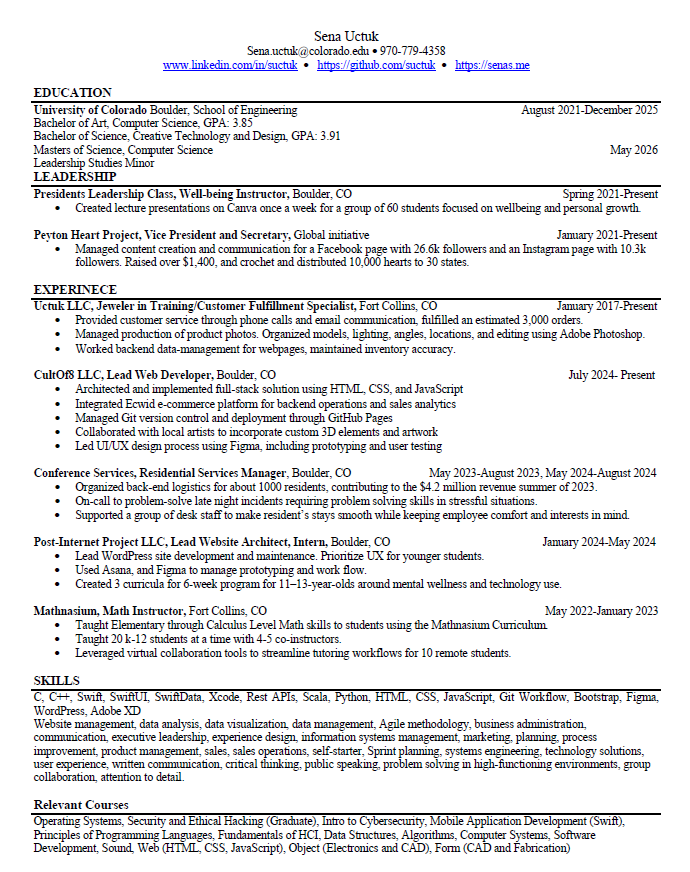 Sena Uctuk
Sena.uctuk@colorado.edu • 970-779-4358
www.linkedin.com/in/suctuk • https://github.com/suctuk • https://senas.me
EDUCATION
University of Colorado Boulder, School of Engineering August 2021-December 2025
Bachelor of Art, Computer Science, GPA: 3.85
Bachelor of Science, Creative Technology and Design, GPA: 3.91
Masters of Science, Computer Science May 2026
Leadership Studies Minor
LEADERSHIP
Presidents Leadership Class, Well-being Instructor, Boulder, CO Spring 2021-Present
• Created lecture presentations on Canva once a week for a group of 60 students focused on wellbeing and personal growth.
Peyton Heart Project, Vice President and Secretary, Global initiative January 2021-Present
• Managed content creation and communication for a Facebook page with 26.6k followers and an Instagram page with 10.3k
followers. Raised over $1,400, and crochet and distributed 10,000 hearts to 30 states.
EXPERINECE
Uctuk LLC, Jeweler in Training/Customer Fulfillment Specialist, Fort Collins, CO January 2017-Present
• Provided customer service through phone calls and email communication, fulfilled an estimated 3,000 orders.
• Managed production of product photos. Organized models, lighting, angles, locations, and editing using Adobe Photoshop.
• Worked backend data-management for webpages, maintained inventory accuracy.
CultOf8 LLC, Lead Web Developer, Boulder, CO July 2024- Present
• Architected and implemented full-stack solution using HTML, CSS, and JavaScript
• Integrated Ecwid e-commerce platform for backend operations and sales analytics
• Managed Git version control and deployment through GitHub Pages
• Collaborated with local artists to incorporate custom 3D elements and artwork
• Led UI/UX design process using Figma, including prototyping and user testing
Conference Services, Residential Services Manager, Boulder, CO May 2023-August 2023, May 2024-August 2024
• Organized back-end logistics for about 1000 residents, contributing to the $4.2 million revenue summer of 2023.
• On-call to problem-solve late night incidents requiring problem solving skills in stressful situations.
• Supported a group of desk staff to make resident's stays smooth while keeping employee comfort and interests in mind.
Post-Internet Project LLC, Lead Website Architect, Intern, Boulder, CO January 2024-May 2024
• Lead WordPress site development and maintenance. Prioritize UX for younger students.
• Used Asana, and Figma to manage prototyping and work flow.
• Created 3 curricula for 6-week program for 11–13-year-olds around mental wellness and technology use.
Mathnasium, Math Instructor, Fort Collins, CO May 2022-January 2023
• Taught Elementary through Calculus Level Math skills to students using the Mathnasium Curriculum.
• Taught 20 k-12 students at a time with 4-5 co-instructors.
• Leveraged virtual collaboration tools to streamline tutoring workflows for 10 remote students.
SKILLS
C, C++, Swift, SwiftUI, SwiftData, Xcode, Rest APIs, Scala, Python, HTML, CSS, JavaScript, Git Workflow, Bootstrap, Figma,
WordPress, Adobe XD
Website management, data analysis, data visualization, data management, Agile methodology, business administration,
communication, executive leadership, experience design, information systems management, marketing, planning, process
improvement, product management, sales, sales operations, self-starter, Sprint planning, systems engineering, technology solutions,
user experience, written communication, critical thinking, public speaking, problem solving in high-functioning environments, group
collaboration, attention to detail.
Relevant Courses
Operating Systems, Security and Ethical Hacking (Graduate), Intro to Cybersecurity, Mobile Application Development (Swift),
Principles of Programming Languages, Fundamentals of HCI, Data Structures, Algorithms, Computer Systems, Software
Development, Sound, Web (HTML, CSS, JavaScript), Object (Electronics and CAD), Form (CAD and Fabrication)